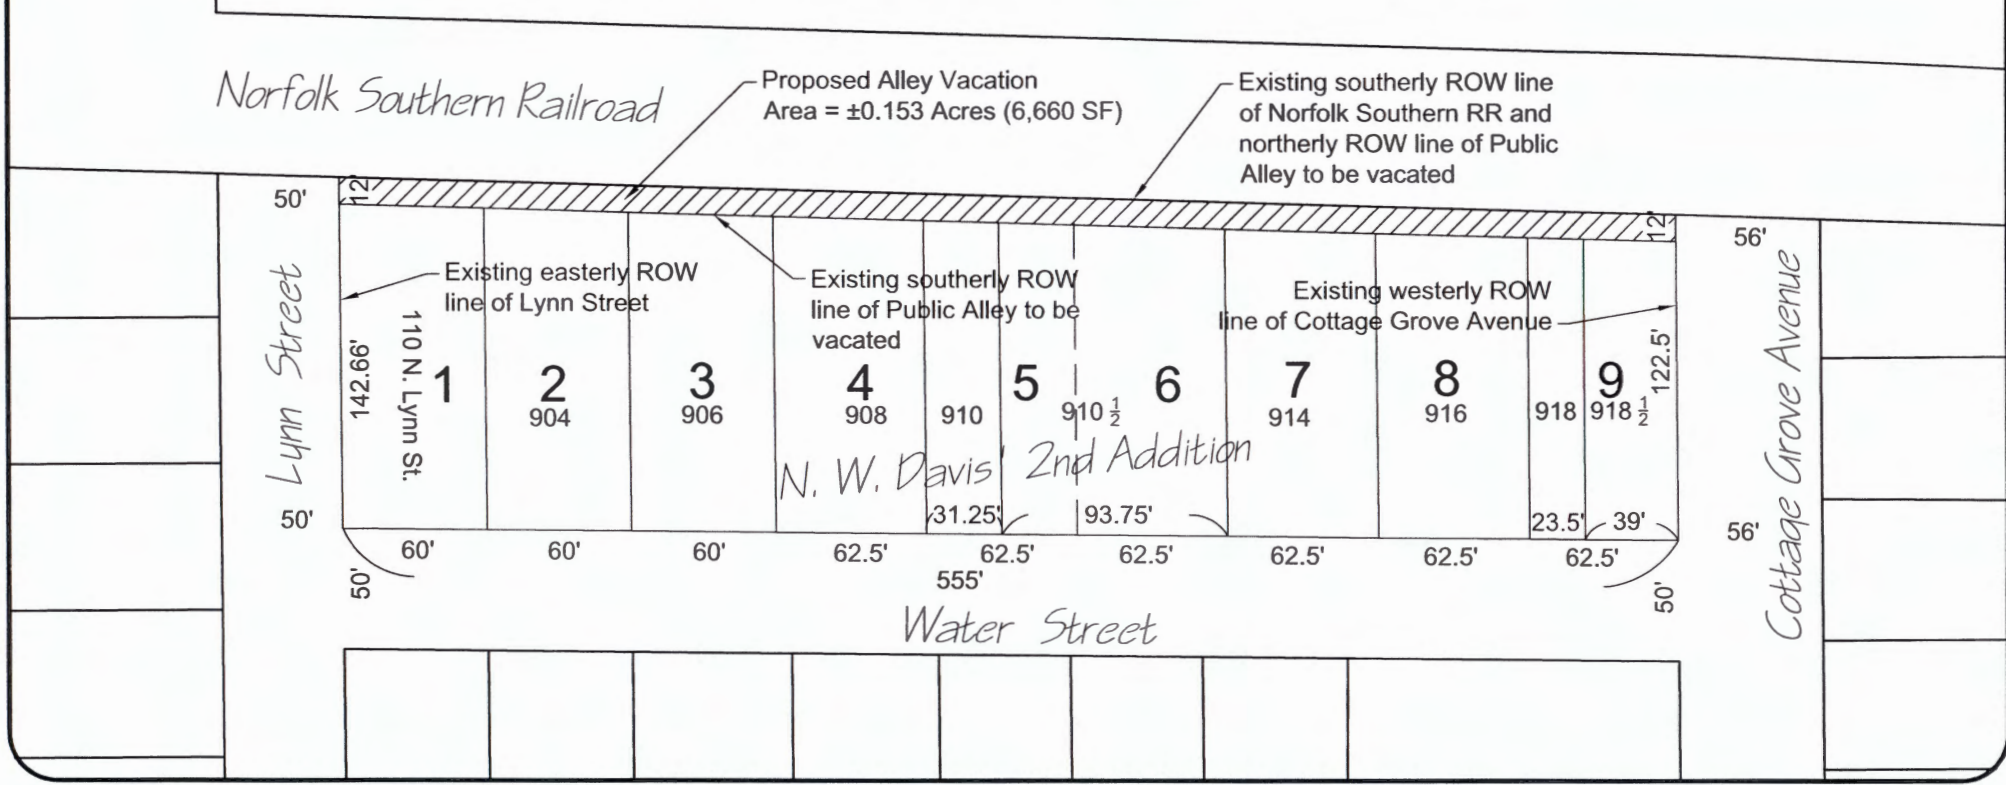 Norfolk Southern Railroad
Proposed Alley Vacation
Area = ±0.153 Acres (6,660 SF)
Existing southerly ROW line
of Norfolk Southern RR and
northerly ROW line of Public
Alley to be vacated
50'
12'
12'
56'
Existing easterly ROW
line of Lynn Street
Existing southerly ROW
line of Public Alley to be
vacated
Existing westerly ROW
line of Cottage Grove Avenue
Lynn Street
142.66'
110 N. Lynn St.
1
2
904
3
906
4
908
910
5
910 1/2
6
7
914
8
916
918
9
918 1/2
122.5'
Cottage Grove Avenue
N. W. Davis' 2nd Addition
50'
31.25'
93.75'
23.5'
39'
56'
60'
60'
60'
62.5'
62.5'
62.5'
62.5'
62.5'
62.5'
50'
555'
50'
Water Street